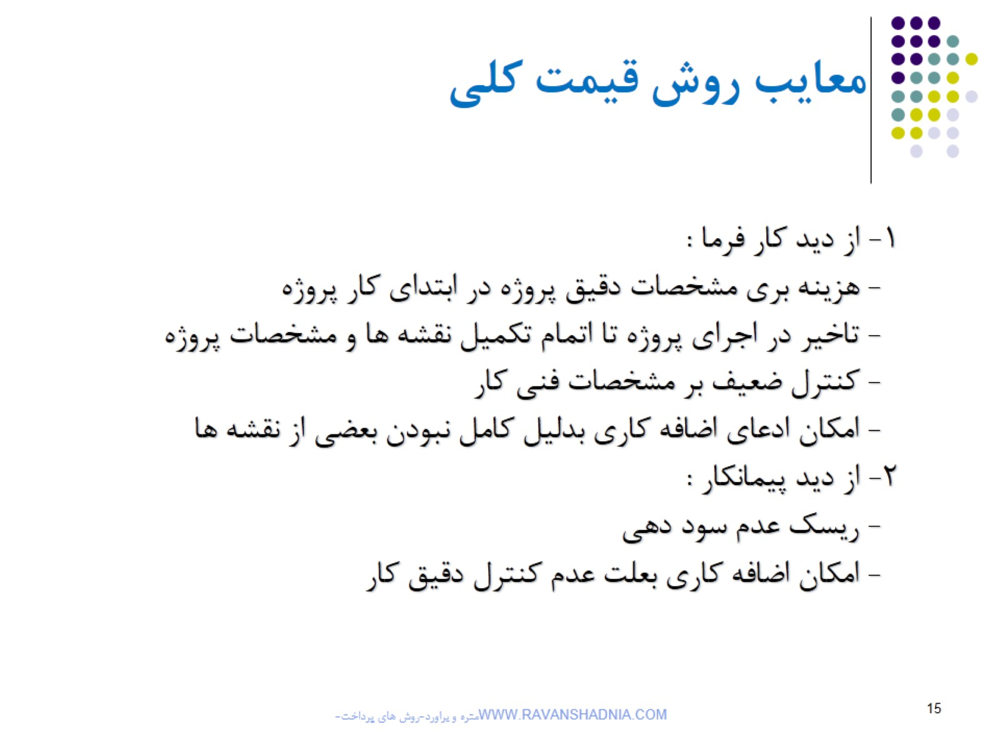 معایب روش قیمت کلی
۱- از دید کار فرما :
- هزینه بری مشخصات دقیق پروژه در ابتدای کار پروژه
- تاخیر در اجرای پروژه تا اتمام تکمیل نقشه ها و مشخصات پروژه
- کنترل ضعیف بر مشخصات فنی کار
- امکان ادعای اضافه کاری بدلیل کامل نبودن بعضی از نقشه ها
۲- از دید پیمانکار :
- ریسک عدم سود دهی
- امکان اضافه کاری بعلت عدم کنترل دقیق کار
WWW.RAVANSHADNIA.COMمتره و براورد-روش های پرداخت-
15